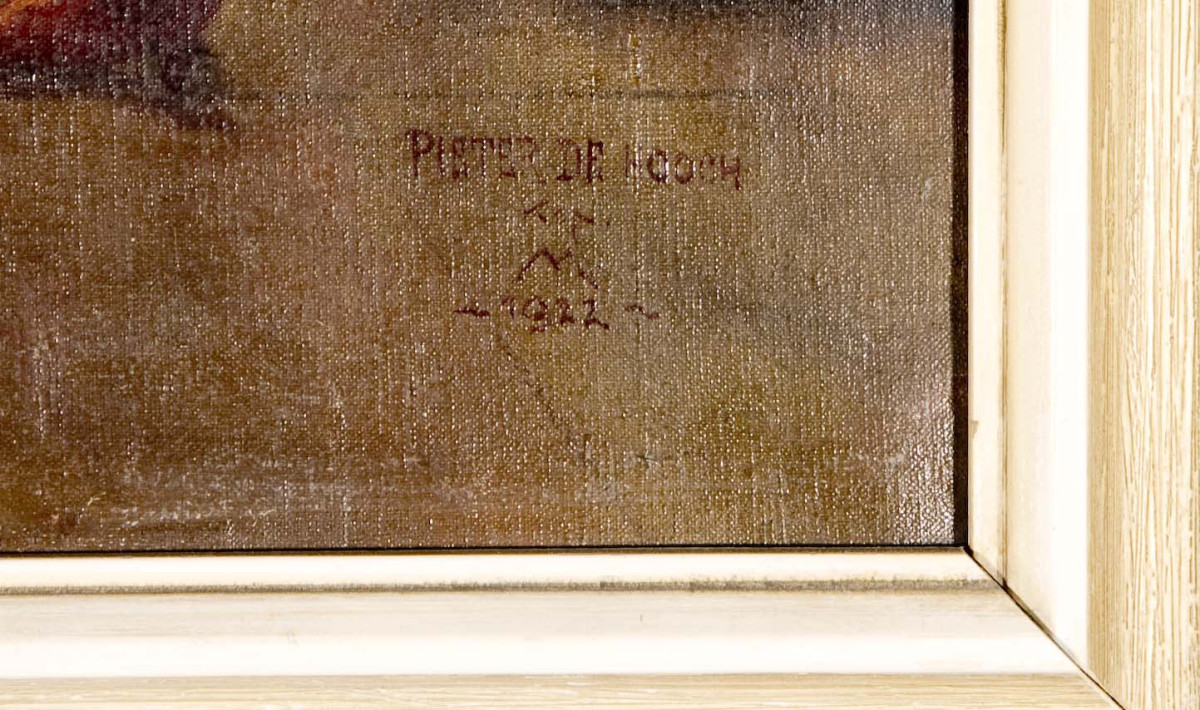 PIETER DE HOOCH
M
~ 1922 ~